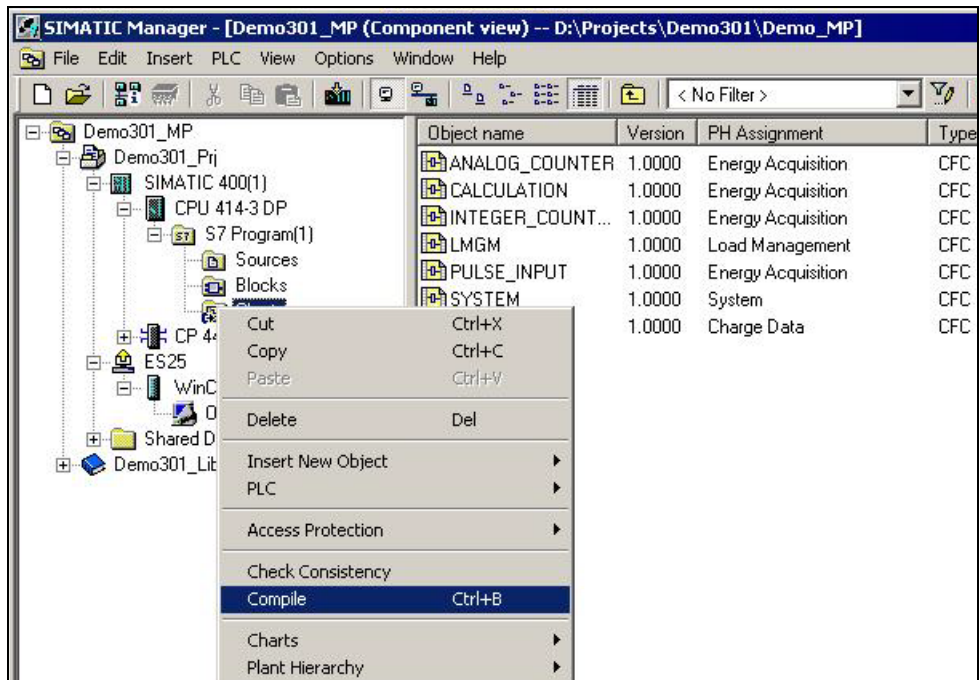 SIMATIC Manager - [Demo301_MP (Component view) -- D:\Projects\Demo301\Demo_MP]
File Edit Insert PLC View Options Window Help
< No Filter >
Demo301_MP
Demo301_Prj
SIMATIC 400(1)
CPU 414-3 DP
S7 Program(1)
Sources
Blocks
CP 44
ES25
WinC
O
Shared D
Demo301_Lib
Object name Version PH Assignment Type
ANALOG_COUNTER 1.0000 Energy Acquisition CFC
CALCULATION 1.0000 Energy Acquisition CFC
INTEGER_COUNT... 1.0000 Energy Acquisition CFC
LMGM 1.0000 Load Management CFC
PULSE_INPUT 1.0000 Energy Acquisition CFC
SYSTEM 1.0000 System CFC
1.0000 Charge Data CFC
Cut Ctrl+X
Copy Ctrl+C
Paste Ctrl+V
Delete Del
Insert New Object
PLC
Access Protection
Check Consistency
Compile Ctrl+B
Charts
Plant Hierarchy